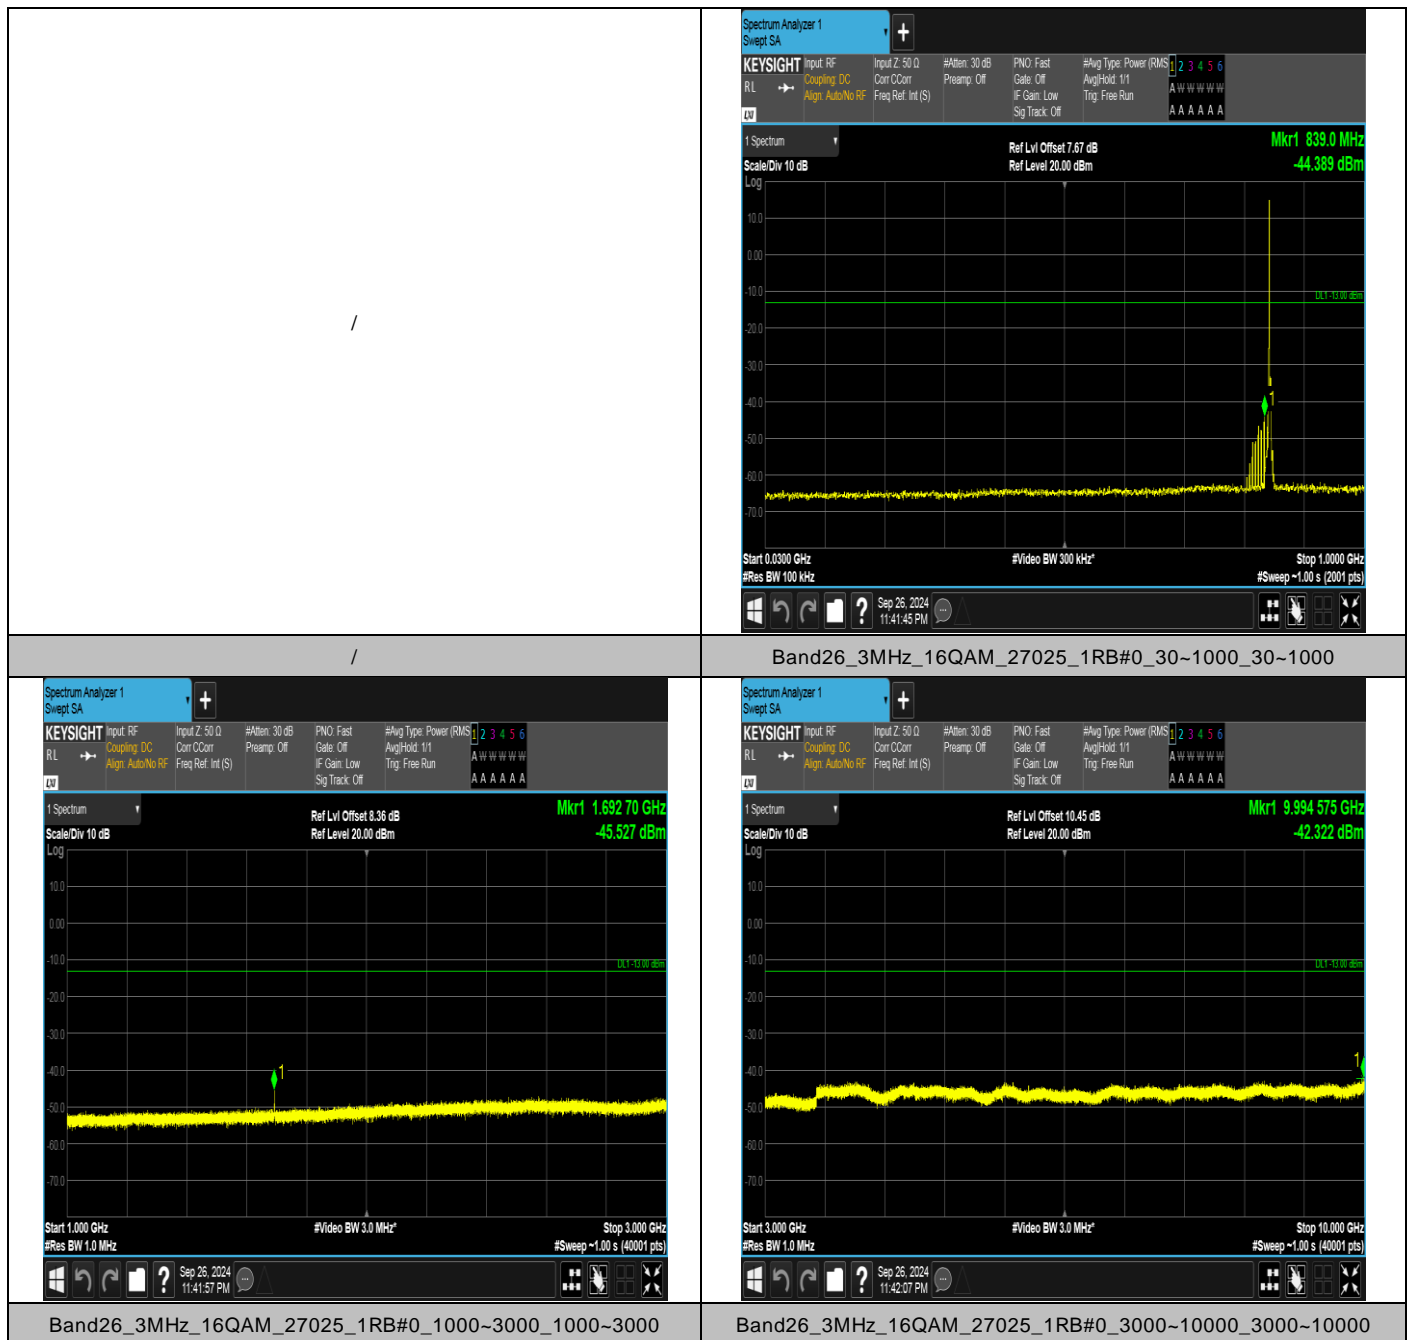 /
Spectrum Analyzer 1
Swept SA
+
KEYSIGHT Input: RF Input Z: 50 Ω #Atten: 30 dB PNO: Fast #Avg Type: Power (RMS 1 2 3 4 5 6
RL Coupling: DC Corr CCorr Preamp: Off Gate: Off Avg|Hold: 1/1 A W W W W W
Align: Auto/No RF Freq Ref: Int (S) IF Gain: Low Trig: Free Run
LXI Sig Track: Off A A A A A A
1 Spectrum Ref Lvl Offset 7.67 dB Mkr1 839.0 MHz
Scale/Div 10 dB Ref Level 20.00 dBm -44.389 dBm
Log
10.0
0.00
-10.0
DL1 -13.00 dBm
-20.0
-30.0
-40.0
1
-50.0
-60.0
-70.0
Start 0.0300 GHz #Video BW 300 kHz* Stop 1.0000 GHz
#Res BW 100 kHz #Sweep ~1.00 s (2001 pts)
? Sep 26, 2024
11:41:45 PM
/
Band26_3MHz_16QAM_27025_1RB#0_30~1000_30~1000
Spectrum Analyzer 1
Swept SA
+
KEYSIGHT Input: RF Input Z: 50 Ω #Atten: 30 dB PNO: Fast #Avg Type: Power (RMS 1 2 3 4 5 6
RL Coupling: DC Corr CCorr Preamp: Off Gate: Off Avg|Hold: 1/1 A W W W W W
Align: Auto/No RF Freq Ref: Int (S) IF Gain: Low Trig: Free Run
LXI Sig Track: Off A A A A A A
1 Spectrum Ref Lvl Offset 8.36 dB Mkr1 1.692 70 GHz
Scale/Div 10 dB Ref Level 20.00 dBm -45.527 dBm
Log
10.0
0.00
-10.0
DL1 -13.00 dBm
-20.0
-30.0
-40.0
1
-50.0
-60.0
-70.0
Start 1.000 GHz #Video BW 3.0 MHz* Stop 3.000 GHz
#Res BW 1.0 MHz #Sweep ~1.00 s (40001 pts)
? Sep 26, 2024
11:41:57 PM
Band26_3MHz_16QAM_27025_1RB#0_1000~3000_1000~3000
Spectrum Analyzer 1
Swept SA
+
KEYSIGHT Input: RF Input Z: 50 Ω #Atten: 30 dB PNO: Fast #Avg Type: Power (RMS 1 2 3 4 5 6
RL Coupling: DC Corr CCorr Preamp: Off Gate: Off Avg|Hold: 1/1 A W W W W W
Align: Auto/No RF Freq Ref: Int (S) IF Gain: Low Trig: Free Run
LXI Sig Track: Off A A A A A A
1 Spectrum Ref Lvl Offset 10.45 dB Mkr1 9.994 575 GHz
Scale/Div 10 dB Ref Level 20.00 dBm -42.322 dBm
Log
10.0
0.00
-10.0
DL1 -13.00 dBm
-20.0
-30.0
-40.0
1
-50.0
-60.0
-70.0
Start 3.000 GHz #Video BW 3.0 MHz* Stop 10.000 GHz
#Res BW 1.0 MHz #Sweep ~1.00 s (40001 pts)
? Sep 26, 2024
11:42:07 PM
Band26_3MHz_16QAM_27025_1RB#0_3000~10000_3000~10000